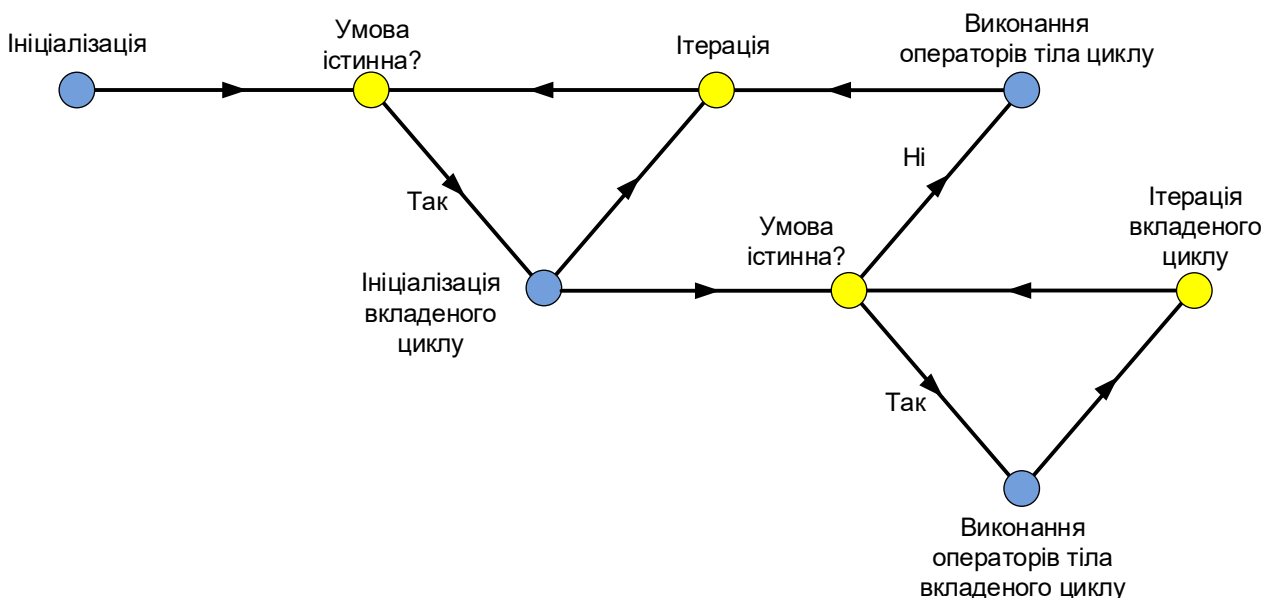 Ініціалізація
Умова
істинна?
Ітерація
Виконання
операторів тіла циклу
Ні
Так
Ітерація
вкладеного
циклу
Умова
істинна?
Ініціалізація
вкладеного
циклу
Так
Виконання
операторів тіла
вкладеного циклу